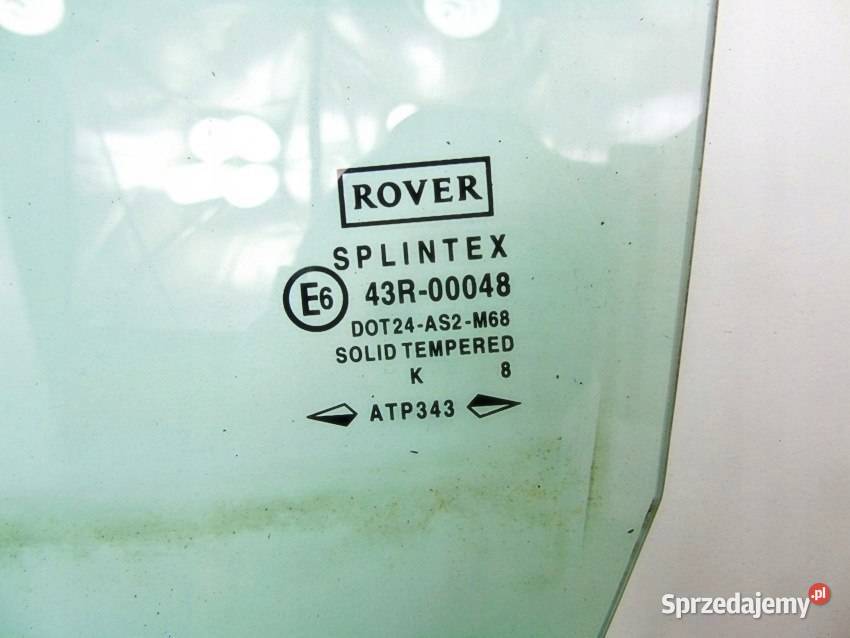 ROVER
SPLINTEX
E6 43R-00048
DOT24-AS2-M68
SOLID TEMPERED
K 8
ATP343
Sprzedajemy.pl